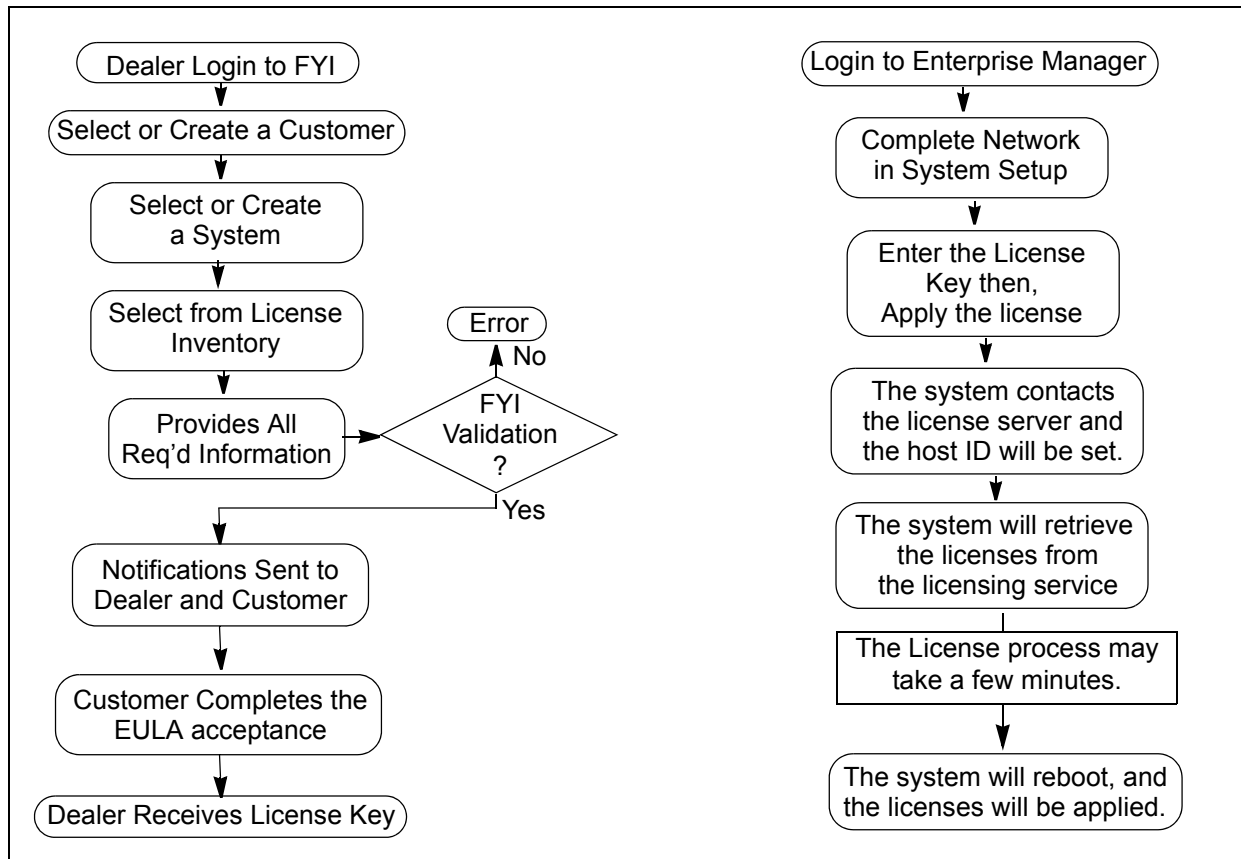 Dealer Login to FYI
Select or Create a Customer
Select or Create
a System
Select from License
Inventory
Error
No
Provides All
Req'd Information
FYI
Validation
?
Yes
Notifications Sent to
Dealer and Customer
Customer Completes the
EULA acceptance
Dealer Receives License Key
Login to Enterprise Manager
Complete Network
in System Setup
Enter the License
Key then,
Apply the license
The system contacts
the license server and
the host ID will be set.
The system will retrieve
the licenses from
the licensing service
The License process may
take a few minutes.
The system will reboot, and
the licenses will be applied.